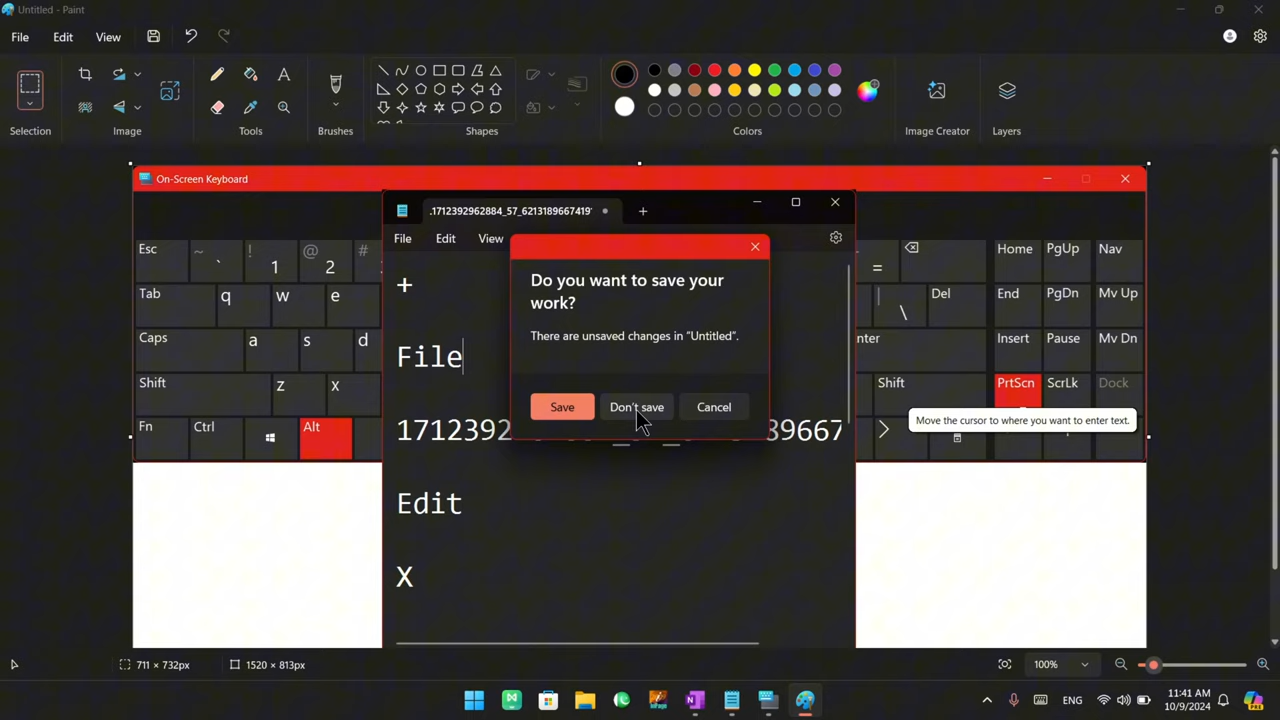 Untitled - Paint
File Edit View
Selection Image Tools Brushes Shapes Colors Image Creator Layers
On-Screen Keyboard
.1712392962884_57_6213189667419
File Edit View
Esc ~ ` ! 1 @ 2 # = Home PgUp Nav
Tab q w e | \ Del End PgDn Mv Up
Caps a s d nter Insert Pause Mv Dn
Shift z x Shift PrtScn ScrLk Dock
Fn Ctrl Alt
Move the cursor to where you want to enter text.
+
File
1712392 89667
Edit
X
Do you want to save your
work?
There are unsaved changes in "Untitled".
Save Don't save Cancel
711 × 732px 1520 × 813px 100%
ENG 11:41 AM
10/9/2024